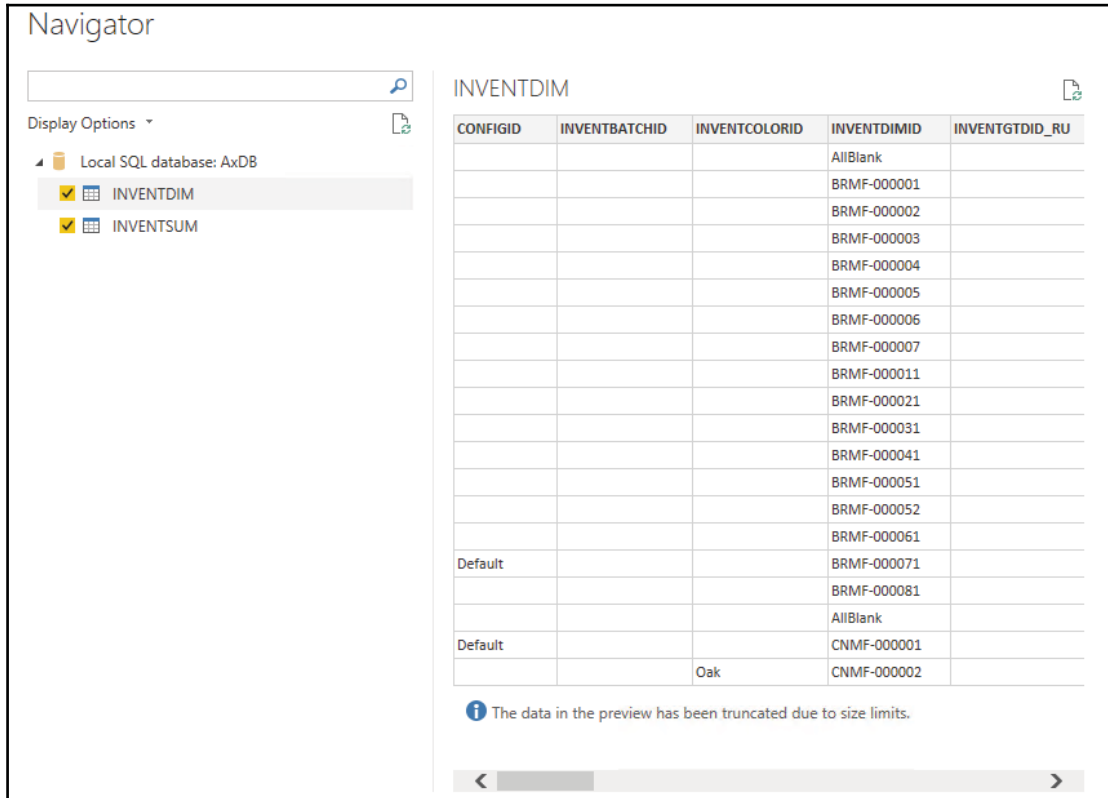 Navigator
Display Options
Local SQL database: AxDB
INVENTDIM
INVENTSUM
INVENTDIM
CONFIGID INVENTBATCHID INVENTCOLORID INVENTDIMID INVENTGTDID_RU
AllBlank
BRMF-000001
BRMF-000002
BRMF-000003
BRMF-000004
BRMF-000005
BRMF-000006
BRMF-000007
BRMF-000011
BRMF-000021
BRMF-000031
BRMF-000041
BRMF-000051
BRMF-000052
BRMF-000061
Default BRMF-000071
BRMF-000081
AllBlank
Default CNMF-000001
Oak CNMF-000002
The data in the preview has been truncated due to size limits.